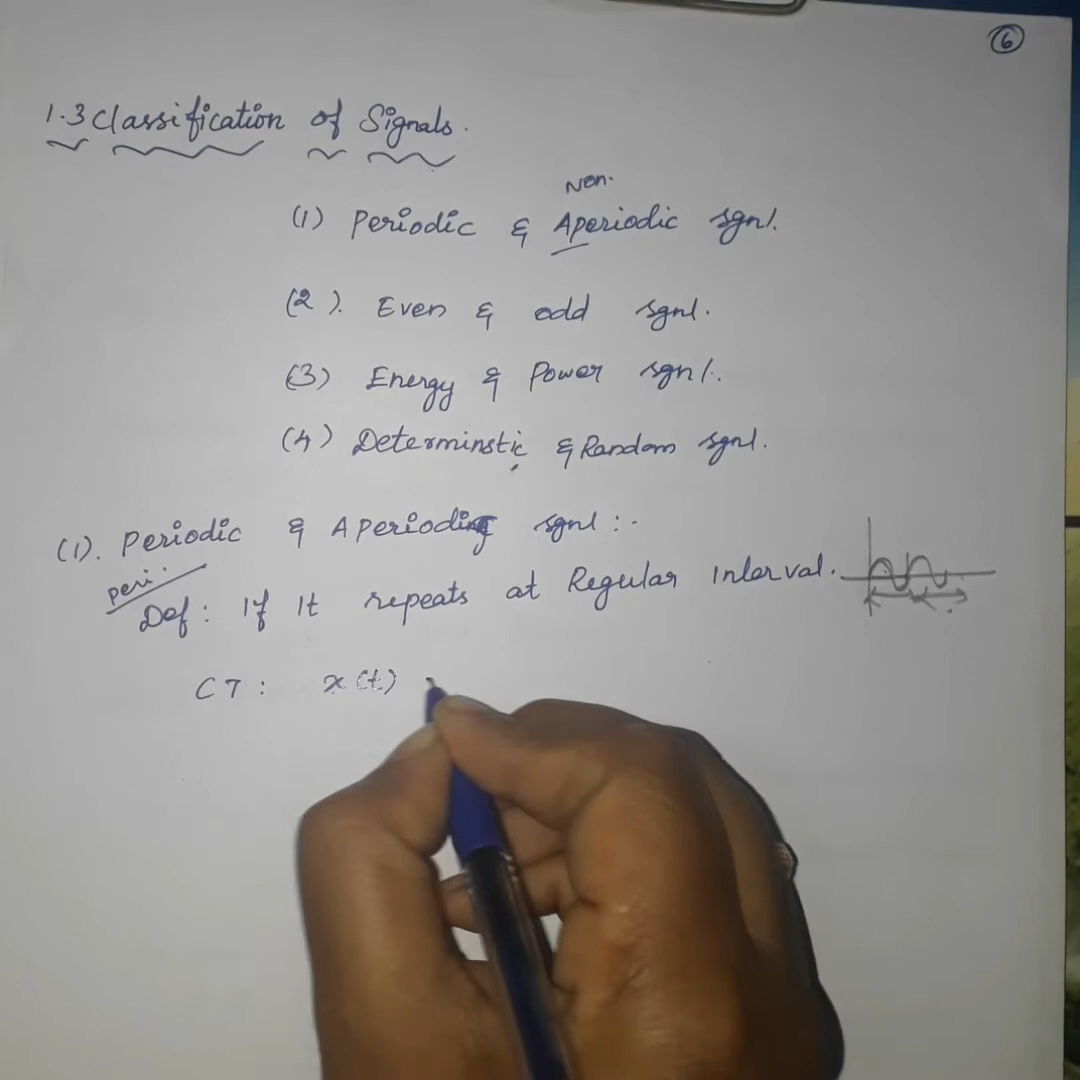 6
1.3 Classification of Signals.
Non.
(1) Periodic & Aperiodic sgnl.
(2). Even & odd sgnl.
(3) Energy & Power sgnl.
(4) Determinstic & Random sgnl.
(1). Periodic & Aperiodic sgnl :-
peri.
Def: If It repeats at Regular Interval.
CT: x(t)